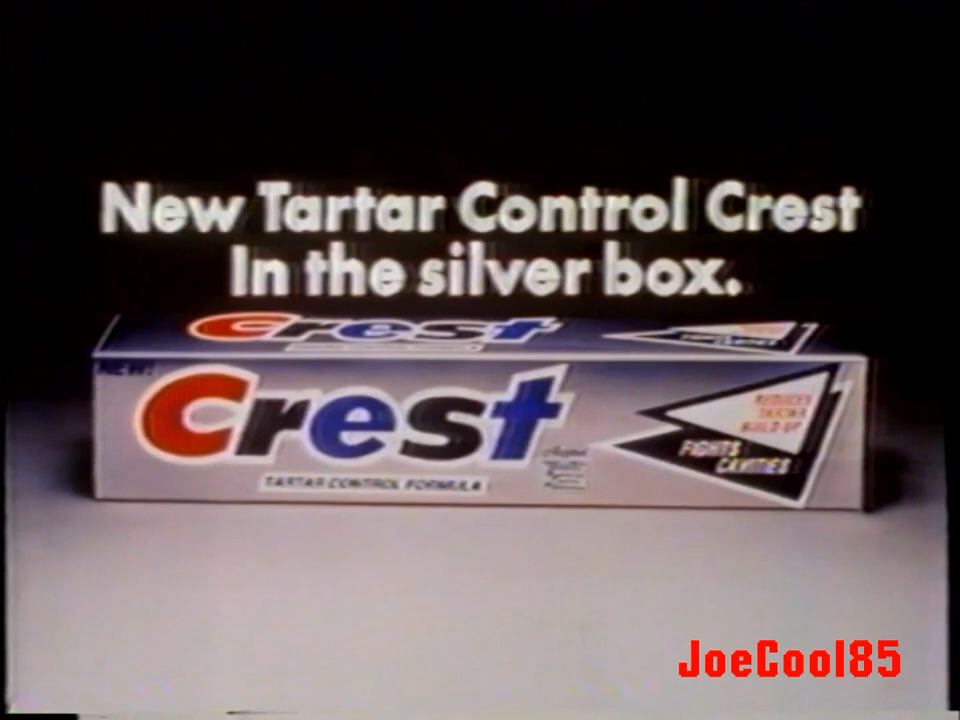 New Tartar Control Crest
In the silver box.
Crest
NEW!
Crest
REDUCES
TARTAR
BUILD-UP
FIGHTS
CAVITIES
TARTAR CONTROL FORMULA
JoeCool85